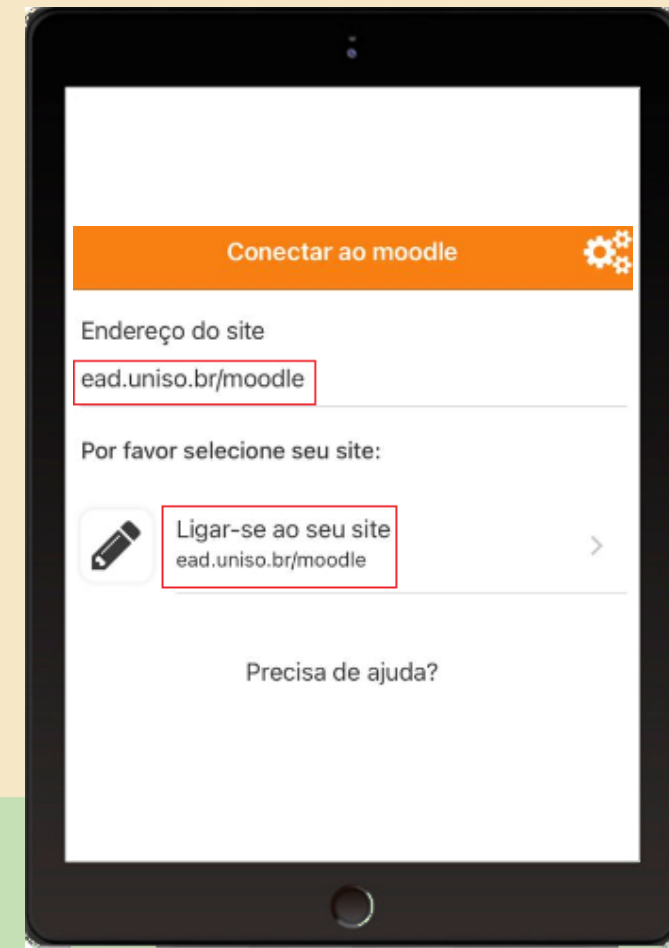 Conectar ao moodle
Endereço do site
ead.uniso.br/moodle
Por favor selecione seu site:
Ligar-se ao seu site
ead.uniso.br/moodle
Precisa de ajuda?